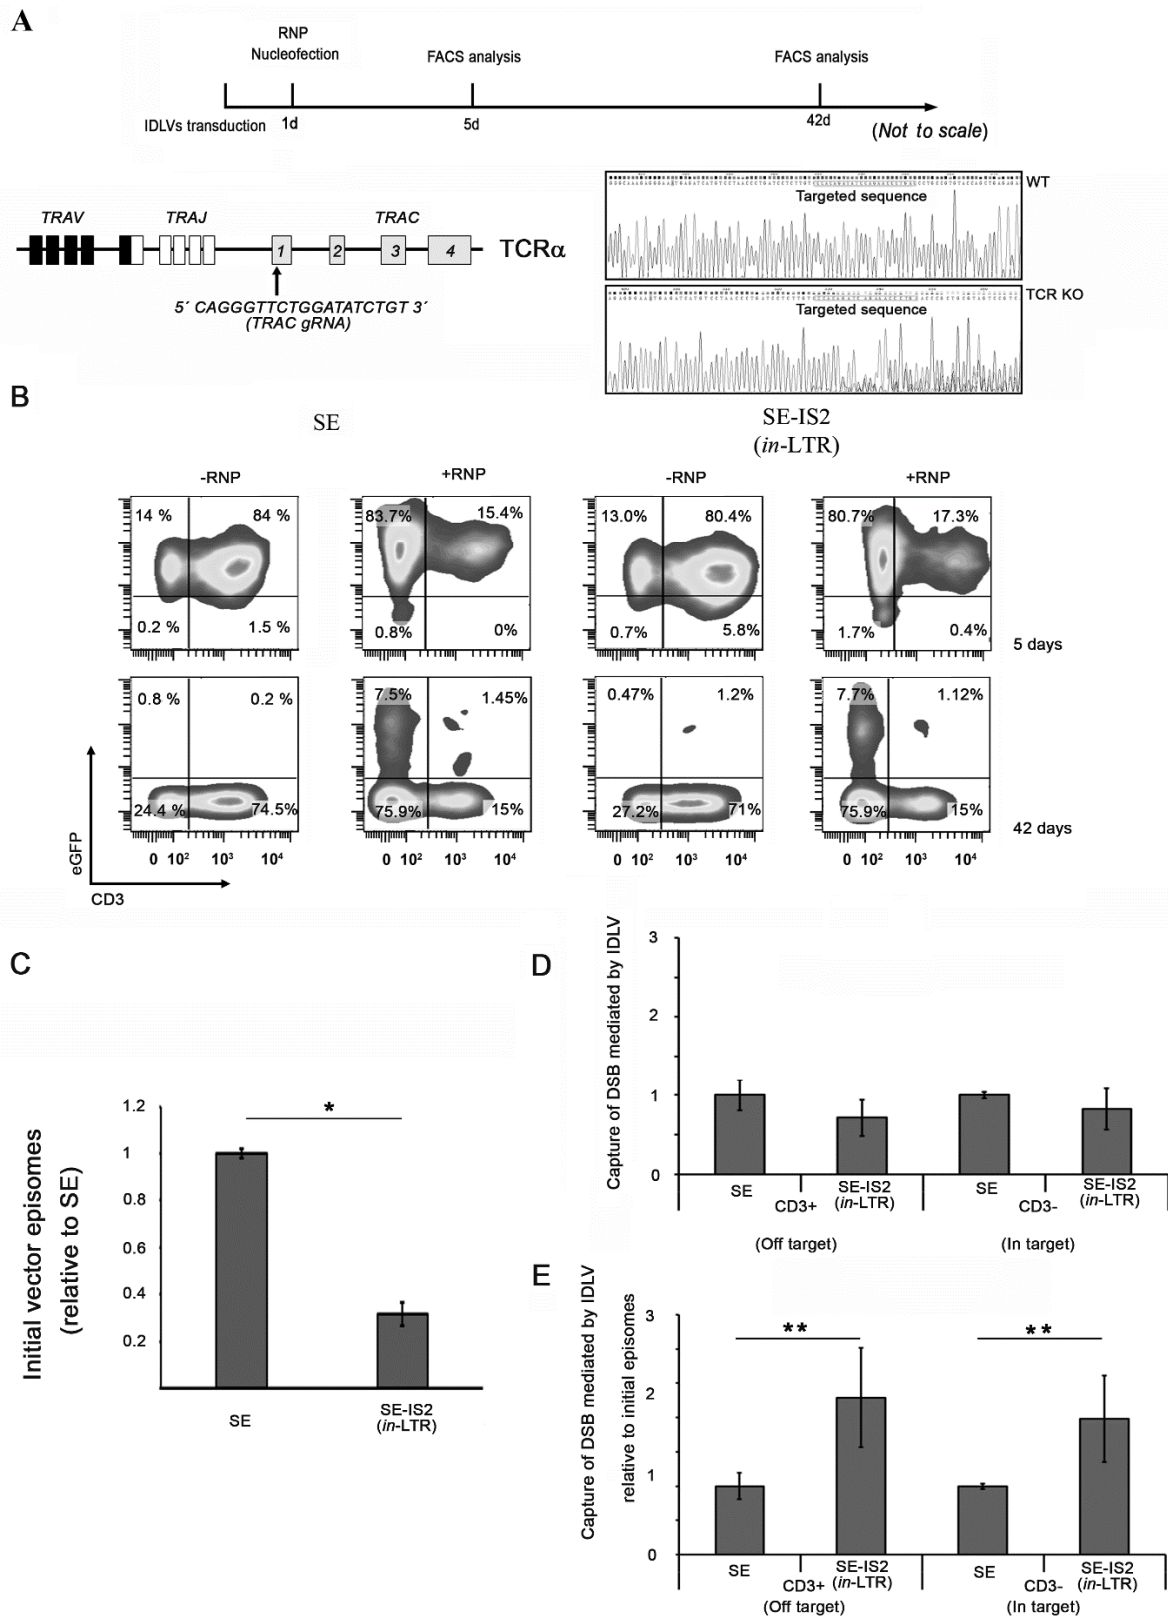 A
RNP
Nucleofection
FACS analysis
FACS analysis
IDLVs transduction
1d
5d
42d
(Not to scale)
TRAV
TRAJ
TRAC
1
2
3
4
TCRα
5´ CAGGGTTCTGGATATCTGT 3´
(TRAC gRNA)
WT
Targeted sequence
TCR KO
Targeted sequence
B
SE
SE-IS2
(in-LTR)
-RNP
+RNP
-RNP
+RNP
14 %
84 %
83.7%
15.4%
13.0%
80.4%
80.7%
17.3%
0.2 %
1.5 %
0.8%
0%
0.7%
5.8%
1.7%
0.4%
5 days
0.8 %
0.2 %
7.5%
1.45%
0.47%
1.2%
7.7%
1.12%
24.4 %
74.5%
75.9%
15%
27.2%
71%
75.9%
15%
42 days
0 10² 10³ 10⁴
0 10² 10³ 10⁴
0 10² 10³ 10⁴
0 10² 10³ 10⁴
eGFP
CD3
C
Initial vector episomes
(relative to SE)
1.2
1
0.8
0.6
0.4
0.2
*
SE
SE-IS2
(in-LTR)
D
Capture of DSB mediated by IDLV
3
2
1
0
SE
SE-IS2
(in-LTR)
SE
SE-IS2
(in-LTR)
CD3+
CD3-
(Off target)
(In target)
E
Capture of DSB mediated by IDLV
relative to initial episomes
3
2
1
0
**
**
SE
SE-IS2
(in-LTR)
SE
SE-IS2
(in-LTR)
CD3+
CD3-
(Off target)
(In target)